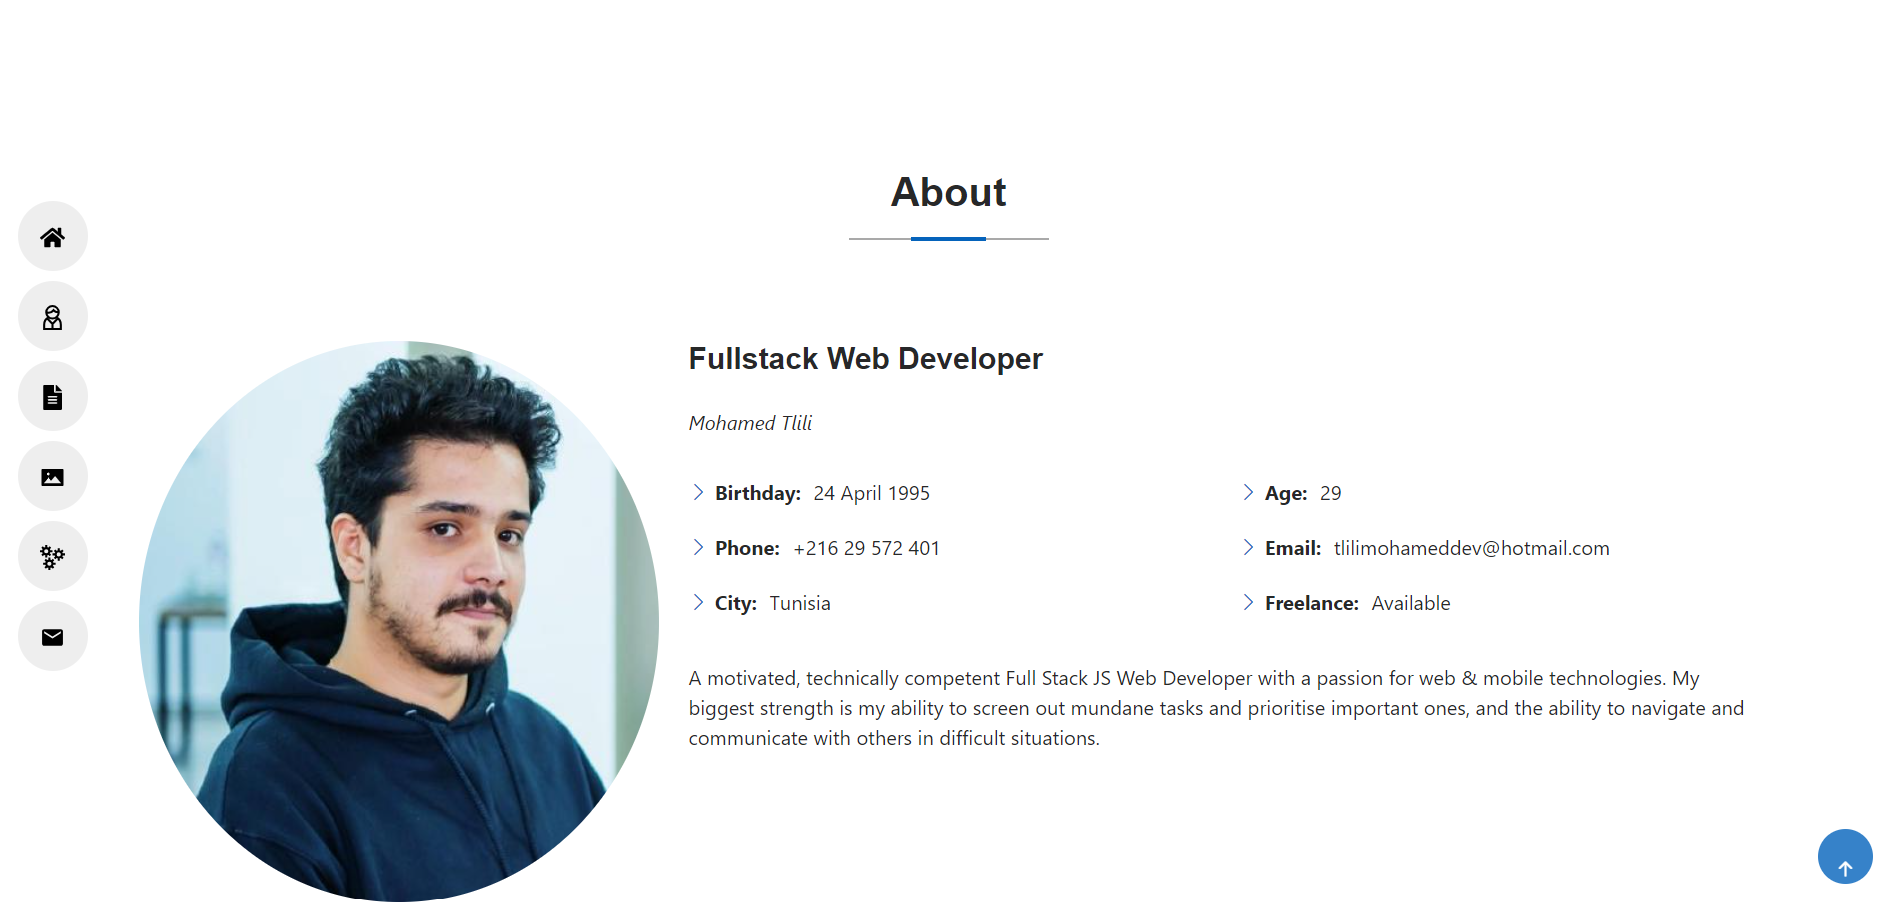 About
Fullstack Web Developer
Mohamed Tlili
Birthday: 24 April 1995
Age: 29
Phone: +216 29 572 401
Email: tlilimohameddev@hotmail.com
City: Tunisia
Freelance: Available
A motivated, technically competent Full Stack JS Web Developer with a passion for web & mobile technologies. My
biggest strength is my ability to screen out mundane tasks and prioritise important ones, and the ability to navigate and
communicate with others in difficult situations.